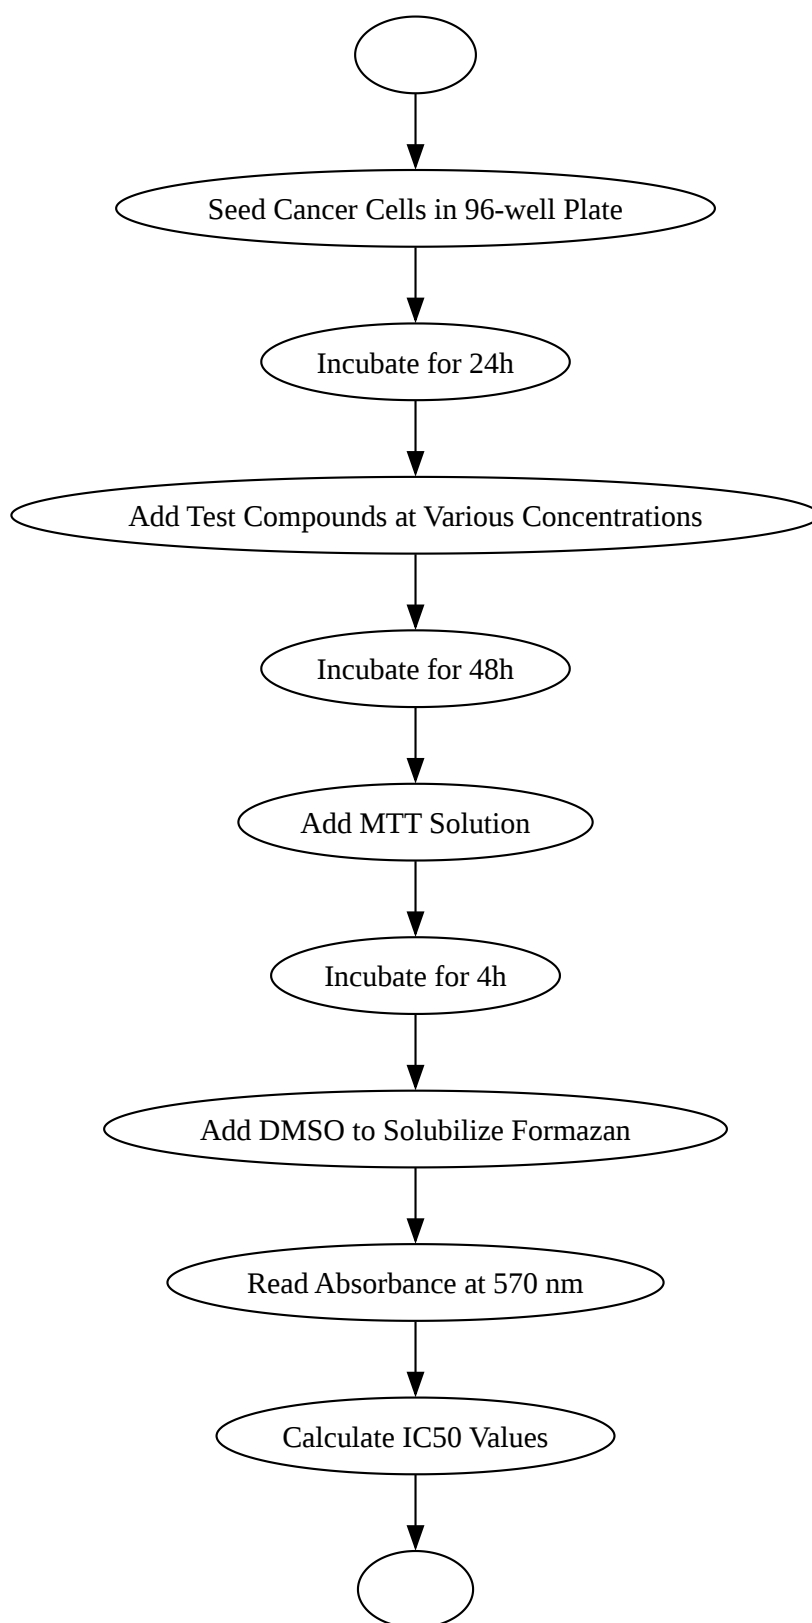 Seed Cancer Cells in 96-well Plate
Incubate for 24h
Add Test Compounds at Various Concentrations
Incubate for 48h
Add MTT Solution
Incubate for 4h
Add DMSO to Solubilize Formazan
Read Absorbance at 570 nm
Calculate IC50 Values